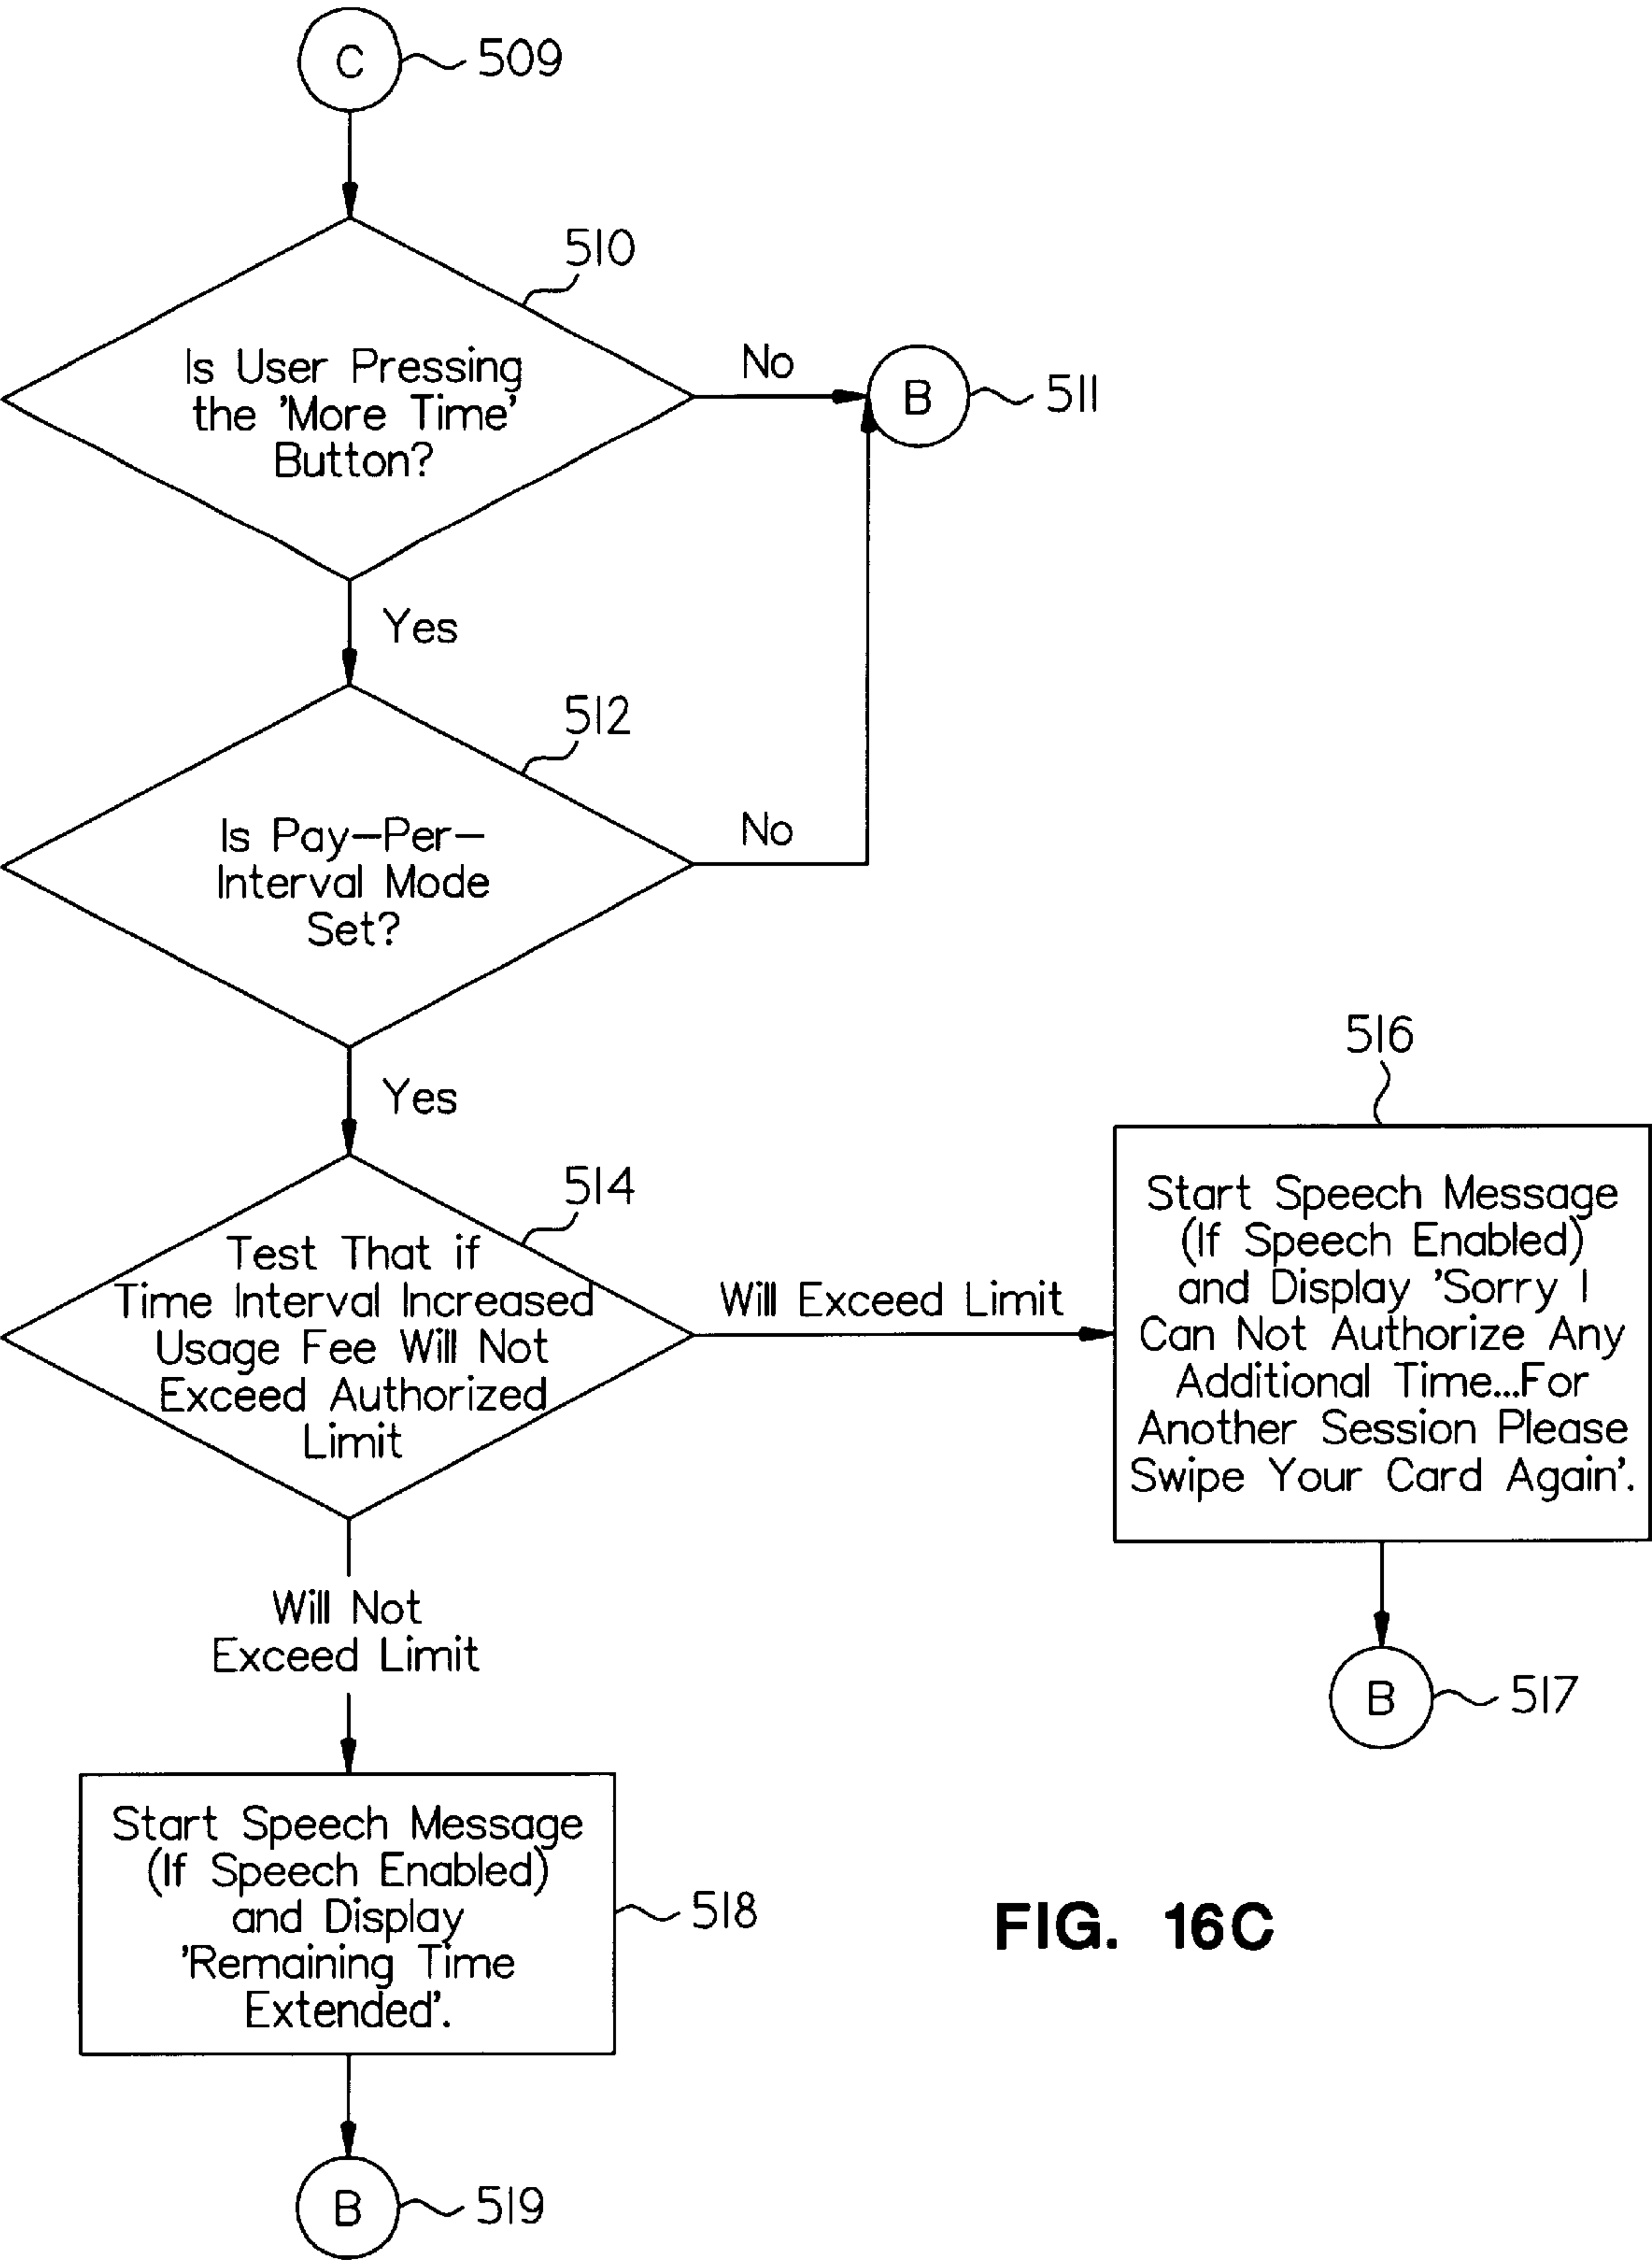 C
509
510
Is User Pressing
the 'More Time'
Button?
No
B
511
Yes
512
Is Pay-Per-
Interval Mode
Set?
No
Yes
514
Test That if
Time Interval Increased
Usage Fee Will Not
Exceed Authorized
Limit
Will Exceed Limit
516
Start Speech Message
(If Speech Enabled)
and Display 'Sorry I
Can Not Authorize Any
Additional Time...For
Another Session Please
Swipe Your Card Again'.
B
517
Will Not
Exceed Limit
Start Speech Message
(If Speech Enabled)
and Display
'Remaining Time
Extended'.
518
B
519
FIG. 16C